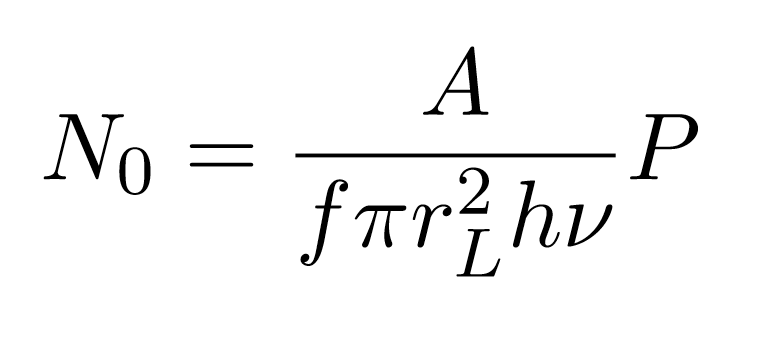 N_0 = \frac{A}{f \pi r_L^2 h \nu} P